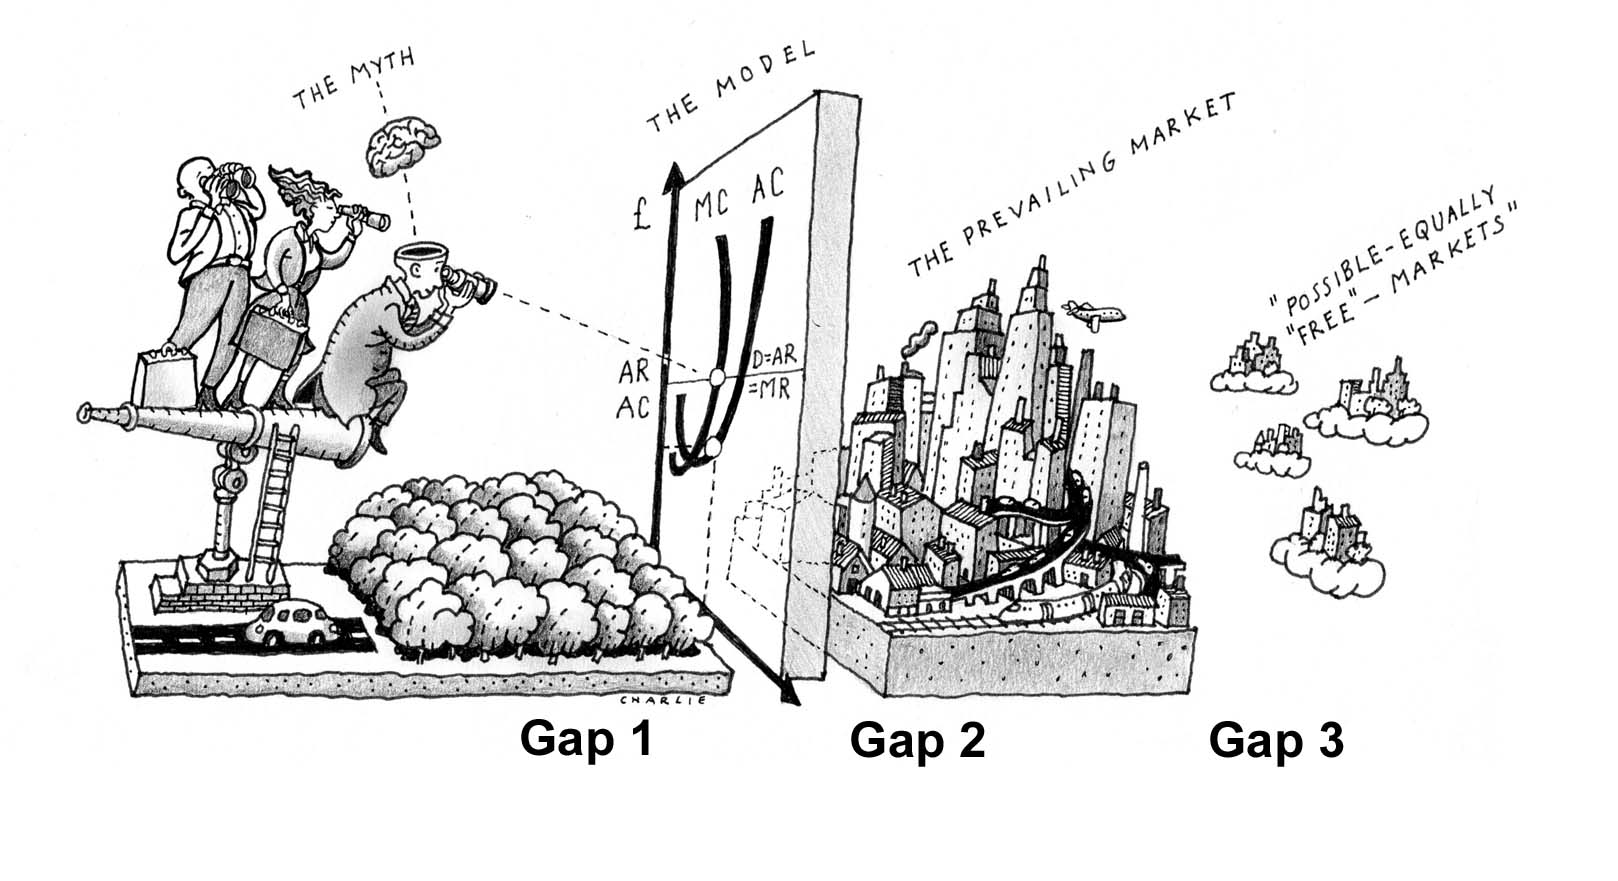 THE MYTH
THE MODEL
THE PREVAILING MARKET
"POSSIBLE-EQUALLY
"FREE"- MARKETS"
£
MC AC
AR
AC
D=AR
=MR
CHARLIE
Gap 1
Gap 2
Gap 3